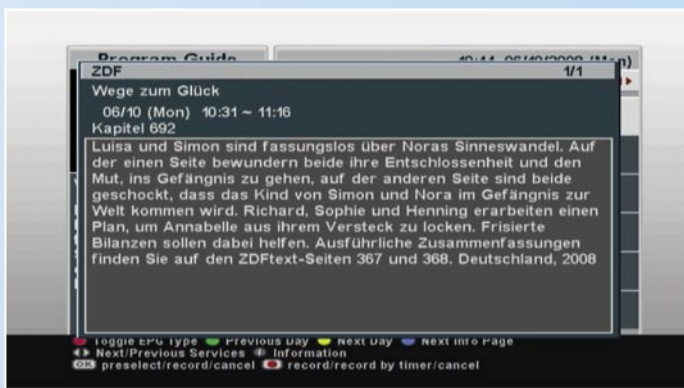 Program Guide
ZDF 1/1
Wege zum Glück
06/10 (Mon) 10:31 ~ 11:16
Kapitel 692
Luisa und Simon sind fassungslos über Noras Sinneswandel. Auf
der einen Seite bewundern beide ihre Entschlossenheit und den
Mut, ins Gefängnis zu gehen, auf der anderen Seite sind beide
geschockt, dass das Kind von Simon und Nora im Gefängnis zur
Welt kommen wird. Richard, Sophie und Henning erarbeiten einen
Plan, um Annabelle aus ihrem Versteck zu locken. Frisierte
Bilanzen sollen dabei helfen. Ausführliche Zusammenfassungen
finden Sie auf den ZDFtext-Seiten 367 und 368. Deutschland, 2008
Toggle EPG Type Previous Day Next Day Next Info Page
Next/Previous Services Information
OK preselect/record/cancel record/record by timer/cancel